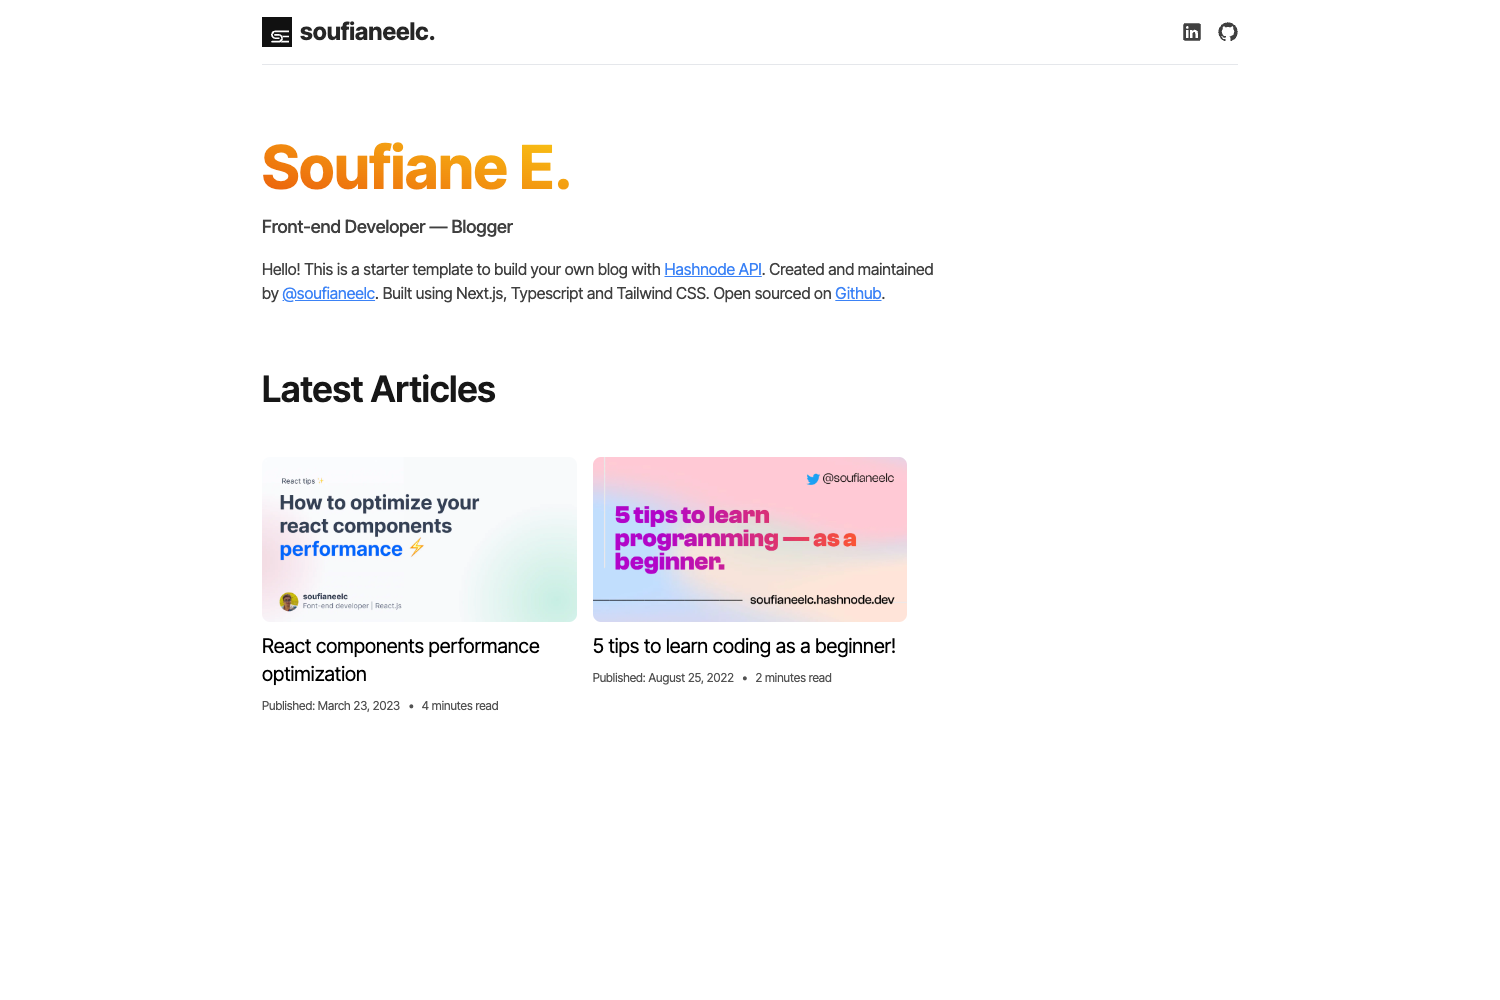 soufianeelc.
Soufiane E.
Front-end Developer — Blogger
Hello! This is a starter template to build your own blog with Hashnode API. Created and maintained
by @soufianeelc. Built using Next.js, Typescript and Tailwind CSS. Open sourced on Github.
Latest Articles
React tips ✨
How to optimize your
react components
performance ⚡
soufianeelc
Font-end developer | React.js
React components performance
optimization
Published: March 23, 2023 • 4 minutes read
@soufianeelc
5 tips to learn
programming — as a
beginner.
soufianeelc.hashnode.dev
5 tips to learn coding as a beginner!
Published: August 25, 2022 • 2 minutes read